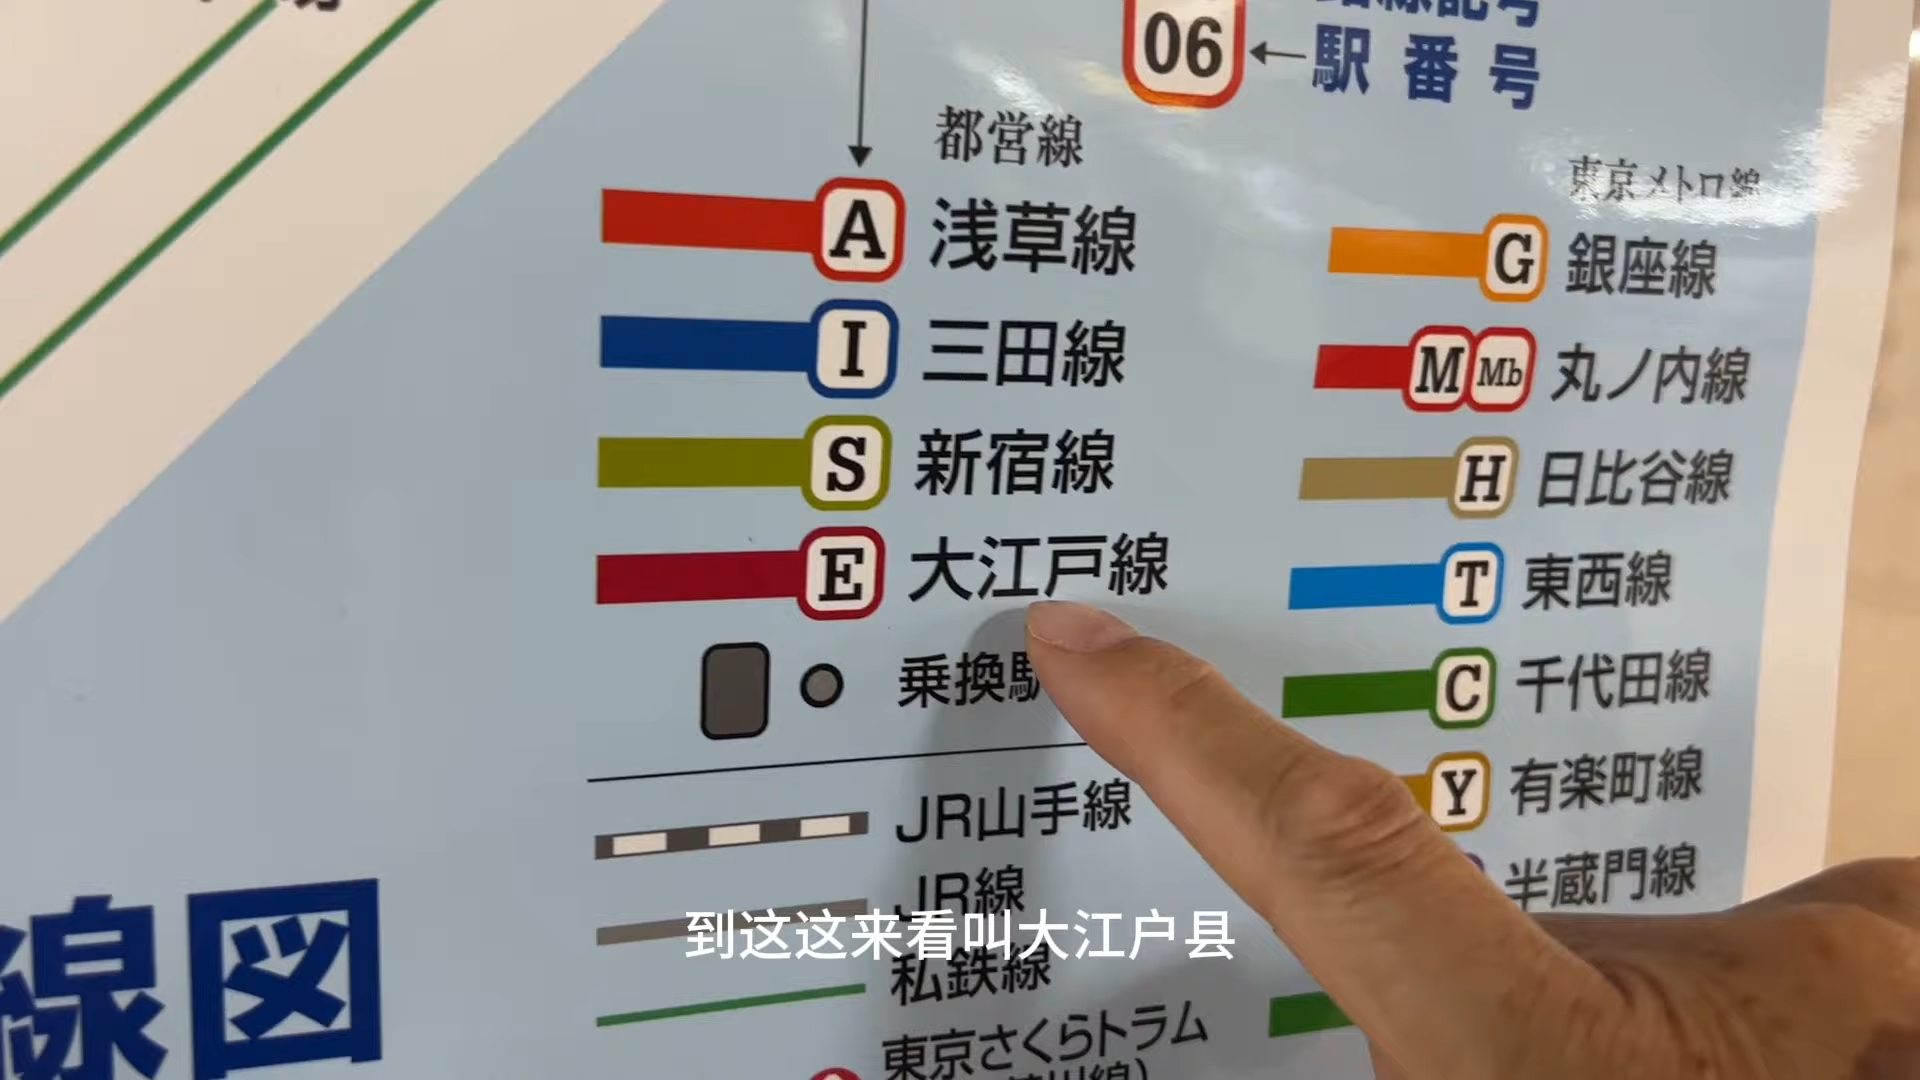 06
駅番号
都営線
A 浅草線
I 三田線
S 新宿線
E 大江戸線
乗換駅
JR山手線
JR線
私鉄線
東京さくらトラム
東京メトロ線
G 銀座線
M Mb 丸ノ内線
H 日比谷線
T 東西線
C 千代田線
Y 有楽町線
半蔵門線
線図
到这这来看叫大江户县